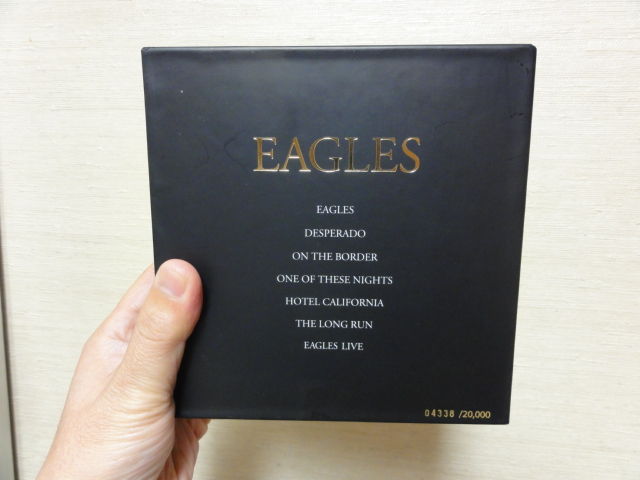 EAGLES
EAGLES
DESPERADO
ON THE BORDER
ONE OF THESE NIGHTS
HOTEL CALIFORNIA
THE LONG RUN
EAGLES LIVE
04338 /20,000